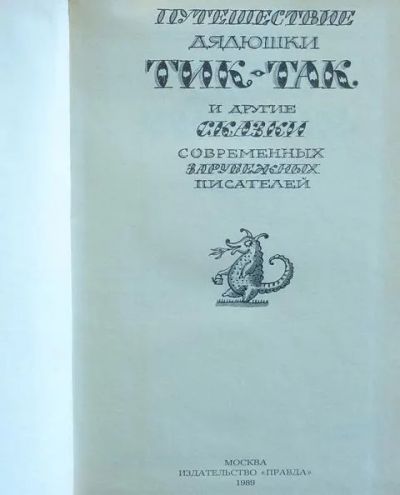 ПУТЕШЕСТВИЕ
ДЯДЮШКИ
ТИК-ТАК
И ДРУГИЕ
СКАЗКИ
СОВРЕМЕННЫХ
ЗАРУБЕЖНЫХ
ПИСАТЕЛЕЙ
МОСКВА
ИЗДАТЕЛЬСТВО «ПРАВДА»
1989